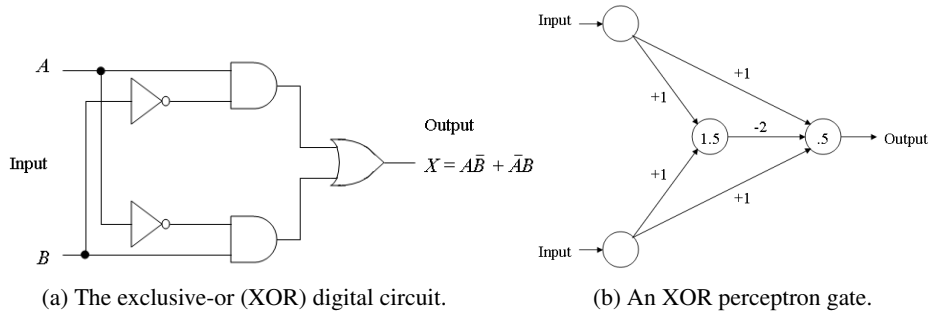 A
Input
B
Output
X = AB̅ + A̅B
(a) The exclusive-or (XOR) digital circuit.
Input
+1
+1
1.5
-2
.5
Output
+1
+1
Input
(b) An XOR perceptron gate.